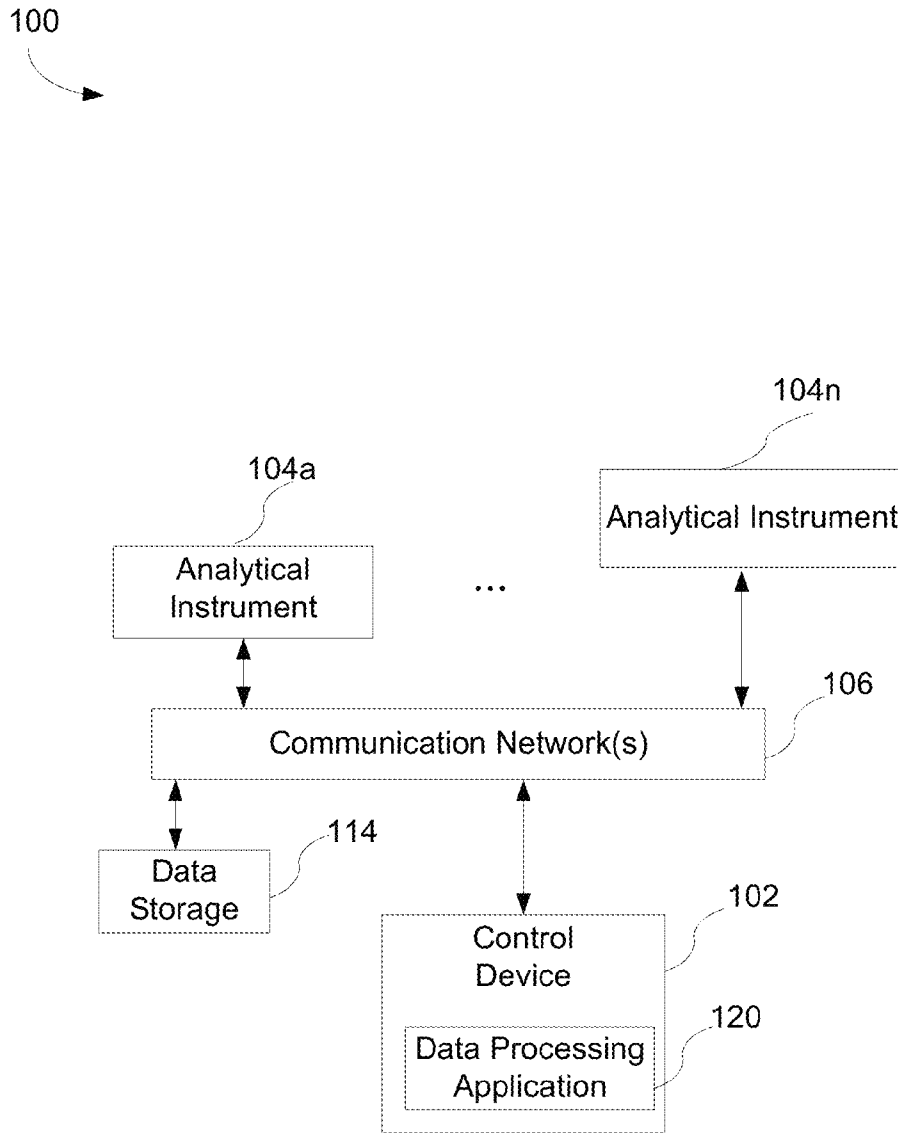 100
104n
Analytical Instrument
104a
Analytical
Instrument
...
106
Communication Network(s)
114
Data
Storage
102
Control
Device
120
Data Processing
Application